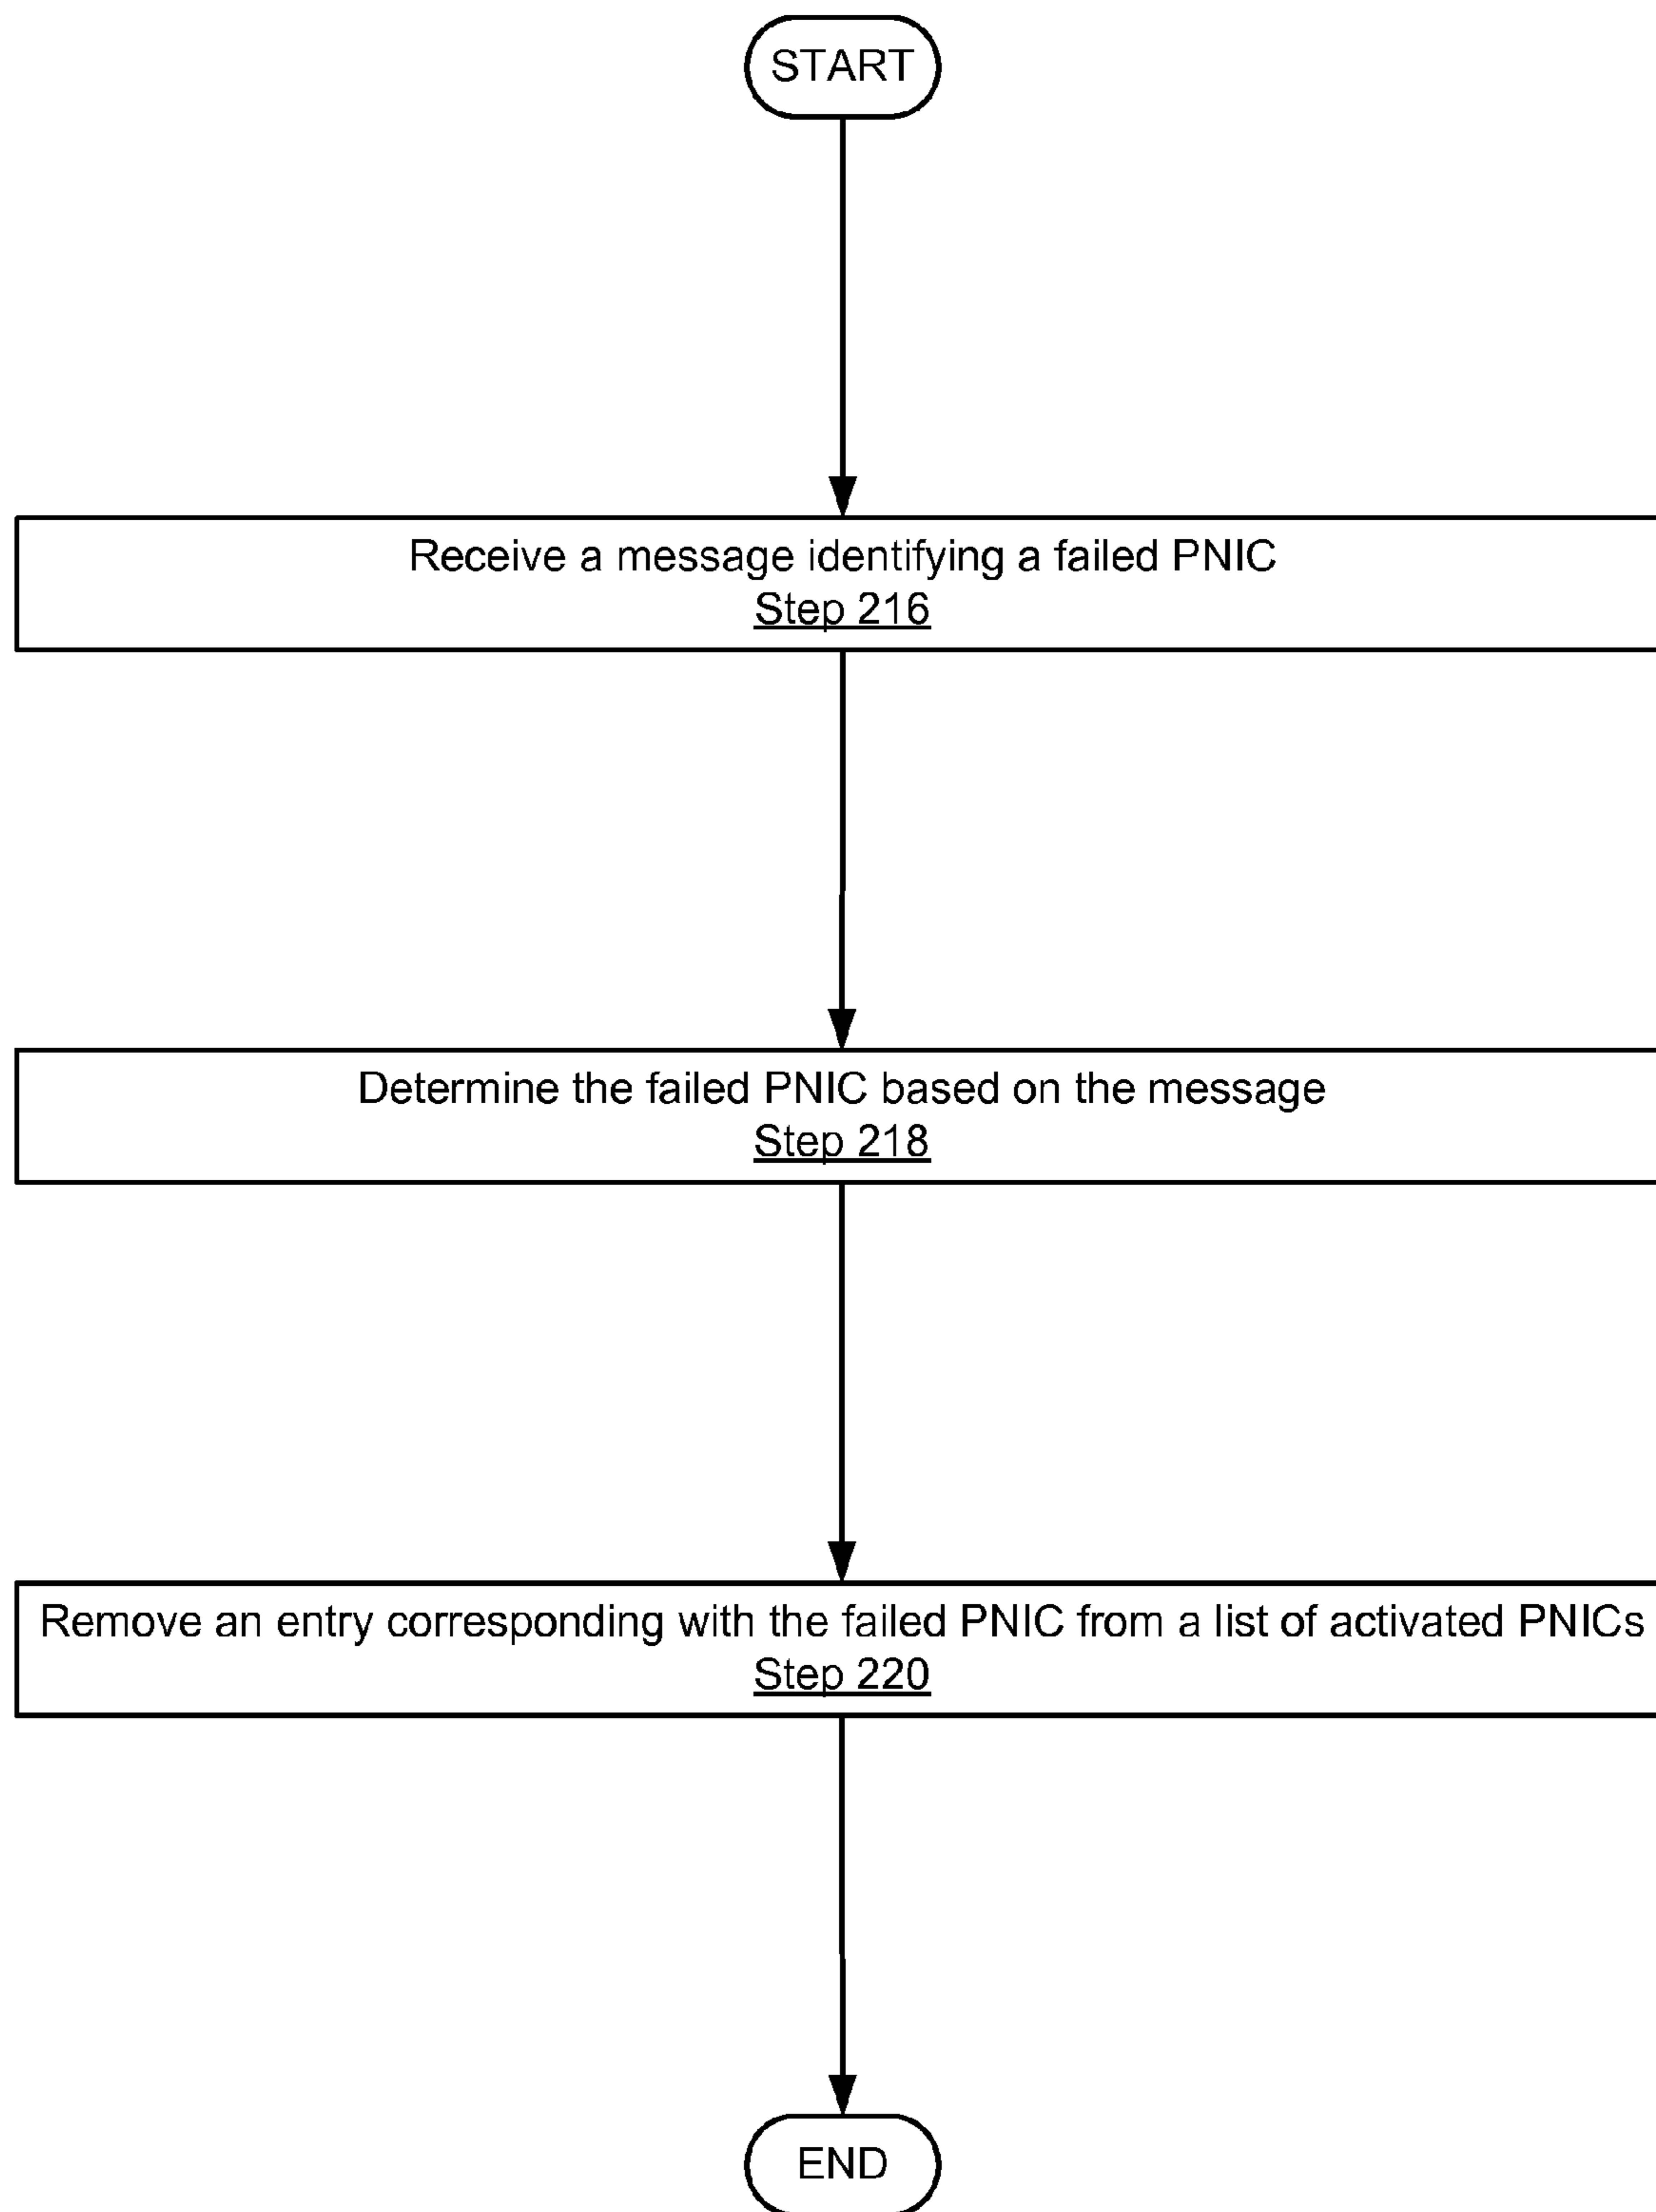 START
Receive a message identifying a failed PNIC
Step 216
Determine the failed PNIC based on the message
Step 218
Remove an entry corresponding with the failed PNIC from a list of activated PNICs
Step 220
END